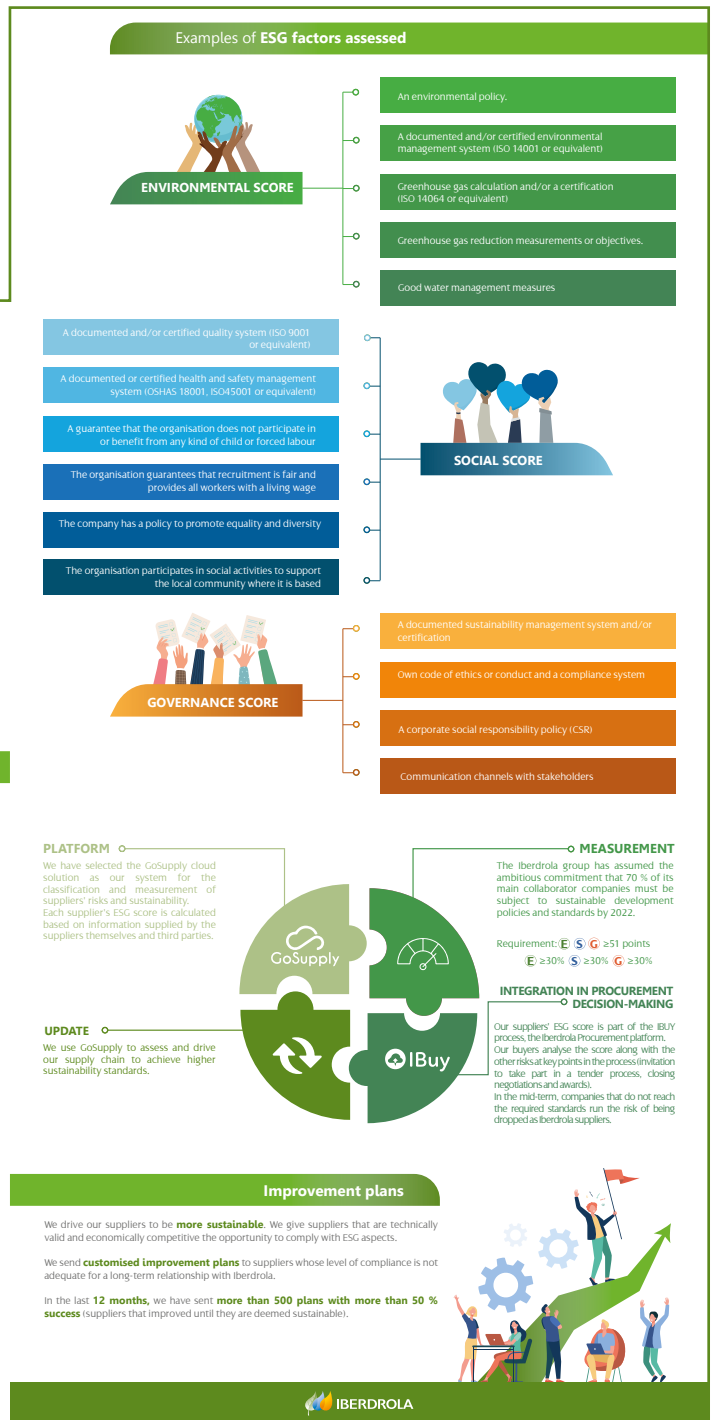 Examples of ESG factors assessed
ENVIRONMENTAL SCORE
An environmental policy.
A documented and/or certified environmental
management system (ISO 14001 or equivalent)
Greenhouse gas calculation and/or a certification
(ISO 14064 or equivalent)
Greenhouse gas reduction measurements or objectives.
Good water management measures
A documented and/or certified quality system (ISO 9001
or equivalent)
A documented or certified health and safety management
system (OSHAS 18001, ISO45001 or equivalent)
A guarantee that the organisation does not participate in
or benefit from any kind of child or forced labour
The organisation guarantees that recruitment is fair and
provides all workers with a living wage
The company has a policy to promote equality and diversity
The organisation participates in social activities to support
the local community where it is based
SOCIAL SCORE
GOVERNANCE SCORE
A documented sustainability management system and/or
certification
Own code of ethics or conduct and a compliance system
A corporate social responsibility policy (CSR)
Communication channels with stakeholders
PLATFORM
We have selected the GoSupply cloud
solution as our system for the
classification and measurement of
suppliers' risks and sustainability.
Each supplier's ESG score is calculated
based on information supplied by the
suppliers themselves and third parties.
MEASUREMENT
The Iberdrola group has assumed the
ambitious commitment that 70 % of its
main collaborator companies must be
subject to sustainable development
policies and standards by 2022.
Requirement: E S G ≥51 points
E ≥30% S ≥30% G ≥30%
GoSupply
UPDATE
We use GoSupply to assess and drive
our supply chain to achieve higher
sustainability standards.
IBuy
INTEGRATION IN PROCUREMENT
DECISION-MAKING
Our suppliers' ESG score is part of the IBUY
process, the Iberdrola Procurement platform.
Our buyers analyse the score along with the
other risks at key points in the process (invitation
to take part in a tender process, closing
negotiations and awards).
In the mid-term, companies that do not reach
the required standards run the risk of being
dropped as Iberdrola suppliers.
Improvement plans
We drive our suppliers to be more sustainable. We give suppliers that are technically
valid and economically competitive the opportunity to comply with ESG aspects.
We send customised improvement plans to suppliers whose level of compliance is not
adequate for a long-term relationship with Iberdrola.
In the last 12 months, we have sent more than 500 plans with more than 50 %
success (suppliers that improved until they are deemed sustainable).
IBERDROLA